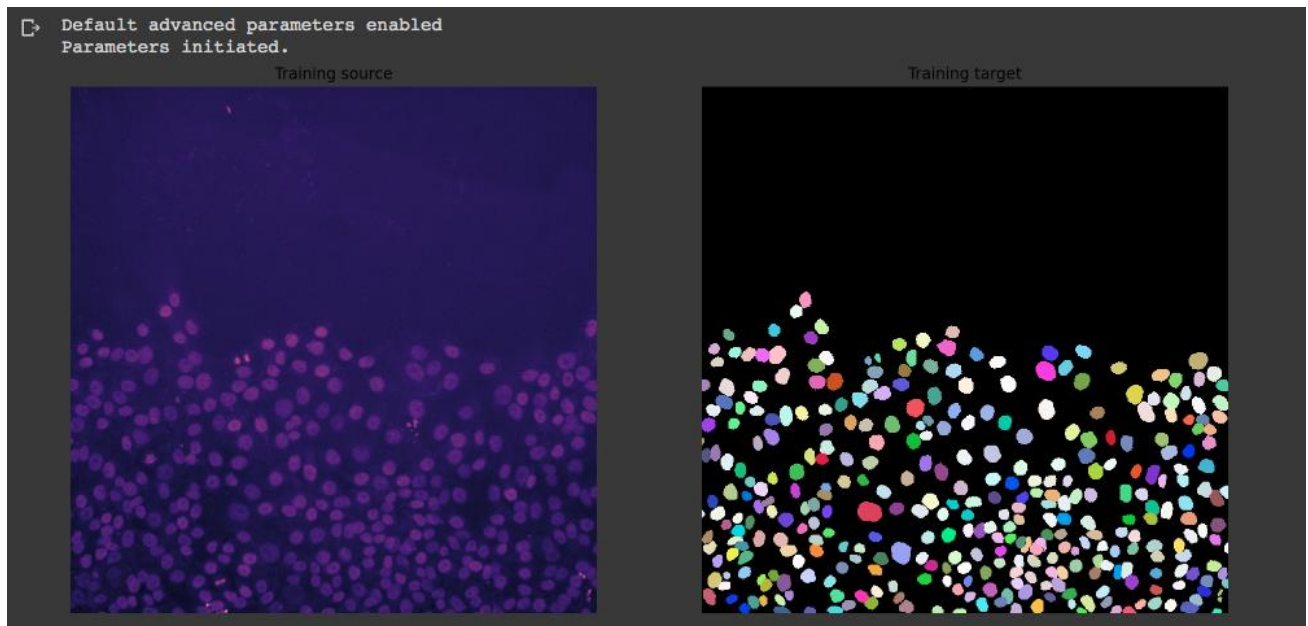 Default advanced parameters enabled
Parameters initiated.
Training source
Training target